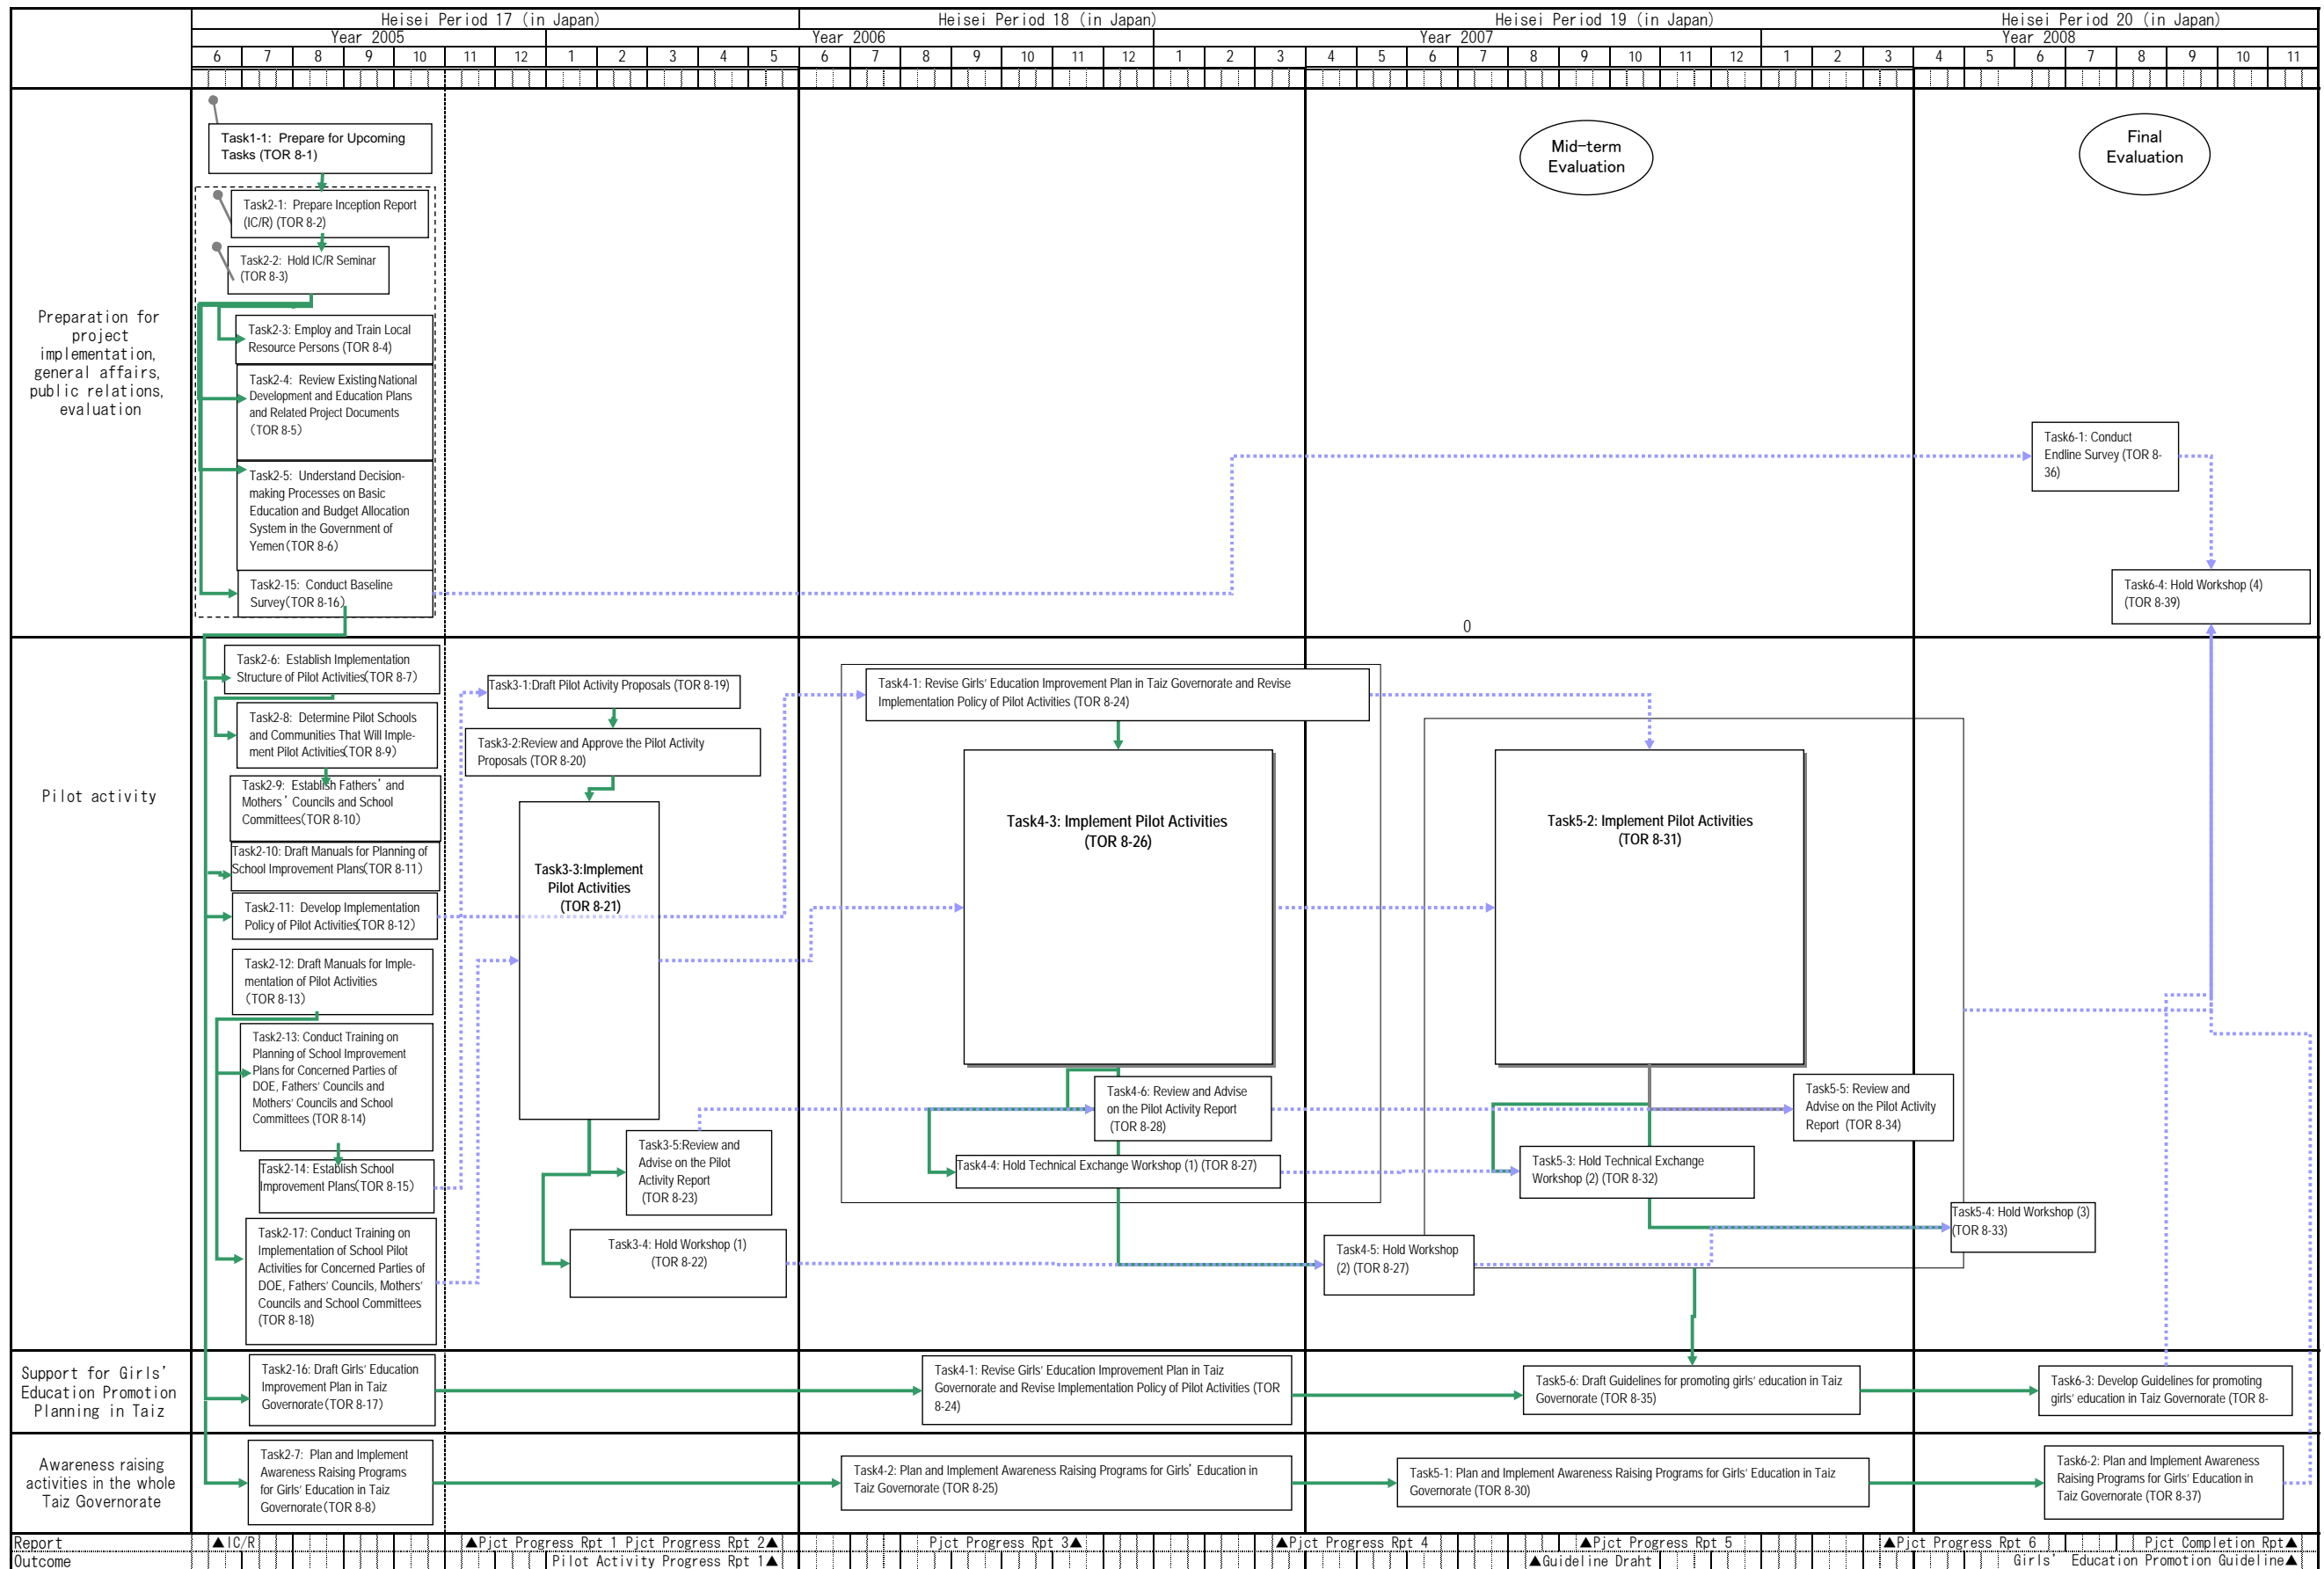 Heisei Period 17 (in Japan)
Heisei Period 18 (in Japan)
Heisei Period 19 (in Japan)
Heisei Period 20 (in Japan)
Year 2005
Year 2006
Year 2007
Year 2008
6 7 8 9 10 11 12 1 2 3 4 5 6 7 8 9 10 11 12 1 2 3 4 5 6 7 8 9 10 11 12 1 2 3 4 5 6 7 8 9 10 11
Preparation for
project
implementation,
general affairs,
public relations,
evaluation
Task1-1: Prepare for Upcoming
Tasks (TOR 8-1)
Task2-1: Prepare Inception Report
(IC/R) (TOR 8-2)
Task2-2: Hold IC/R Seminar
(TOR 8-3)
Task2-3: Employ and Train Local
Resource Persons (TOR 8-4)
Task2-4: Review Existing National
Development and Education Plans
and Related Project Documents
(TOR 8-5)
Task2-5: Understand Decision-
making Processes on Basic
Education and Budget Allocation
System in the Government of
Yemen (TOR 8-6)
Task2-15: Conduct Baseline
Survey (TOR 8-16)
Mid-term
Evaluation
Final
Evaluation
Task6-1: Conduct
Endline Survey (TOR 8-
36)
Task6-4: Hold Workshop (4)
(TOR 8-39)
0
Pilot activity
Task2-6: Establish Implementation
Structure of Pilot Activities(TOR 8-7)
Task2-8: Determine Pilot Schools
and Communities That Will Imple-
ment Pilot Activities(TOR 8-9)
Task2-9: Establish Fathers' and
Mothers' Councils and School
Committees(TOR 8-10)
Task2-10: Draft Manuals for Planning of
School Improvement Plans(TOR 8-11)
Task2-11: Develop Implementation
Policy of Pilot Activities(TOR 8-12)
Task2-12: Draft Manuals for Imple-
mentation of Pilot Activities
(TOR 8-13)
Task2-13: Conduct Training on
Planning of School Improvement
Plans for Concerned Parties of
DOE, Fathers' Councils and
Mothers' Councils and School
Committees (TOR 8-14)
Task2-14: Establish School
Improvement Plans(TOR 8-15)
Task2-17: Conduct Training on
Implementation of School Pilot
Activities for Concerned Parties of
DOE, Fathers' Councils, Mothers'
Councils and School Committees
(TOR 8-18)
Task3-1:Draft Pilot Activity Proposals (TOR 8-19)
Task3-2:Review and Approve the Pilot Activity
Proposals (TOR 8-20)
Task3-3:Implement
Pilot Activities
(TOR 8-21)
Task3-5:Review and
Advise on the Pilot
Activity Report
(TOR 8-23)
Task3-4: Hold Workshop (1)
(TOR 8-22)
Task4-1: Revise Girls' Education Improvement Plan in Taiz Governorate and Revise
Implementation Policy of Pilot Activities (TOR 8-24)
Task4-3: Implement Pilot Activities
(TOR 8-26)
Task4-6: Review and Advise
on the Pilot Activity Report
(TOR 8-28)
Task4-4: Hold Technical Exchange Workshop (1) (TOR 8-27)
Task4-5: Hold Workshop
(2) (TOR 8-27)
Task5-2: Implement Pilot Activities
(TOR 8-31)
Task5-5: Review and
Advise on the Pilot Activity
Report (TOR 8-34)
Task5-3: Hold Technical Exchange
Workshop (2) (TOR 8-32)
Task5-4: Hold Workshop (3)
(TOR 8-33)
Support for Girls'
Education Promotion
Planning in Taiz
Task2-16: Draft Girls' Education
Improvement Plan in Taiz
Governorate(TOR 8-17)
Task4-1: Revise Girls' Education Improvement Plan in Taiz
Governorate and Revise Implementation Policy of Pilot Activities (TOR
8-24)
Task5-6: Draft Guidelines for promoting girls' education in Taiz
Governorate (TOR 8-35)
Task6-3: Develop Guidelines for promoting
girls' education in Taiz Governorate (TOR 8-
Awareness raising
activities in the whole
Taiz Governorate
Task2-7: Plan and Implement
Awareness Raising Programs
for Girls' Education in Taiz
Governorate(TOR 8-8)
Task4-2: Plan and Implement Awareness Raising Programs for Girls' Education in
Taiz Governorate (TOR 8-25)
Task5-1: Plan and Implement Awareness Raising Programs for Girls' Education in Taiz
Governorate (TOR 8-30)
Task6-2: Plan and Implement Awareness
Raising Programs for Girls' Education in
Taiz Governorate (TOR 8-37)
Report ▲IC/R ▲Pjct Progress Rpt 1 Pjct Progress Rpt 2▲ Pjct Progress Rpt 3▲ ▲Pjct Progress Rpt 4 ▲Pjct Progress Rpt 5 ▲Pjct Progress Rpt 6 Pjct Completion Rpt▲
Outcome Pilot Activity Progress Rpt 1▲ ▲Guideline Draht Girls' Education Promotion Guideline▲